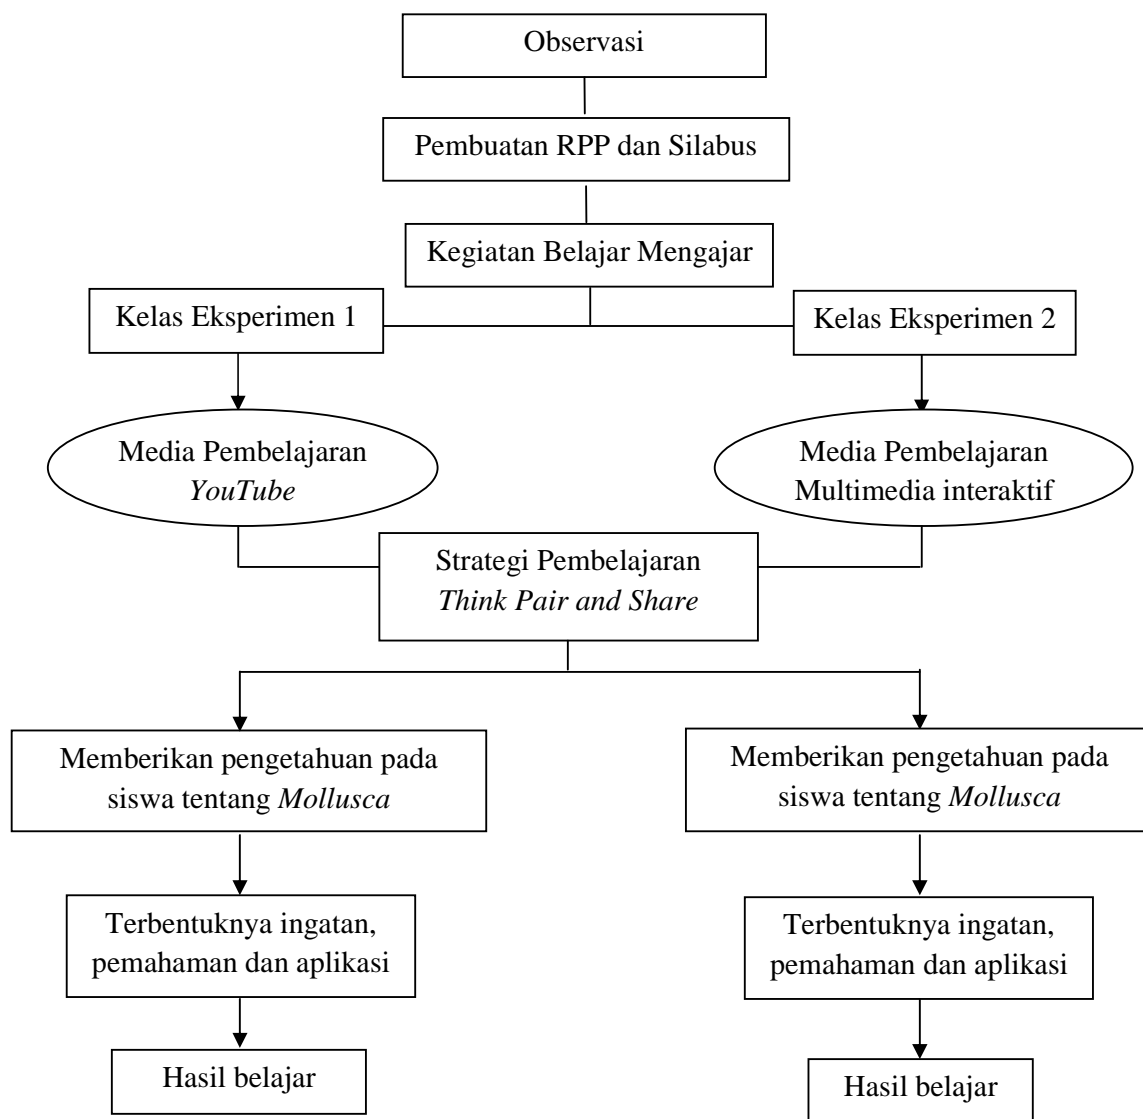 Observasi
Pembuatan RPP dan Silabus
Kegiatan Belajar Mengajar
Kelas Eksperimen 1
Kelas Eksperimen 2
Media Pembelajaran
YouTube
Media Pembelajaran
Multimedia interaktif
Strategi Pembelajaran
Think Pair and Share
Memberikan pengetahuan pada
siswa tentang Mollusca
Memberikan pengetahuan pada
siswa tentang Mollusca
Terbentuknya ingatan,
pemahaman dan aplikasi
Terbentuknya ingatan,
pemahaman dan aplikasi
Hasil belajar
Hasil belajar